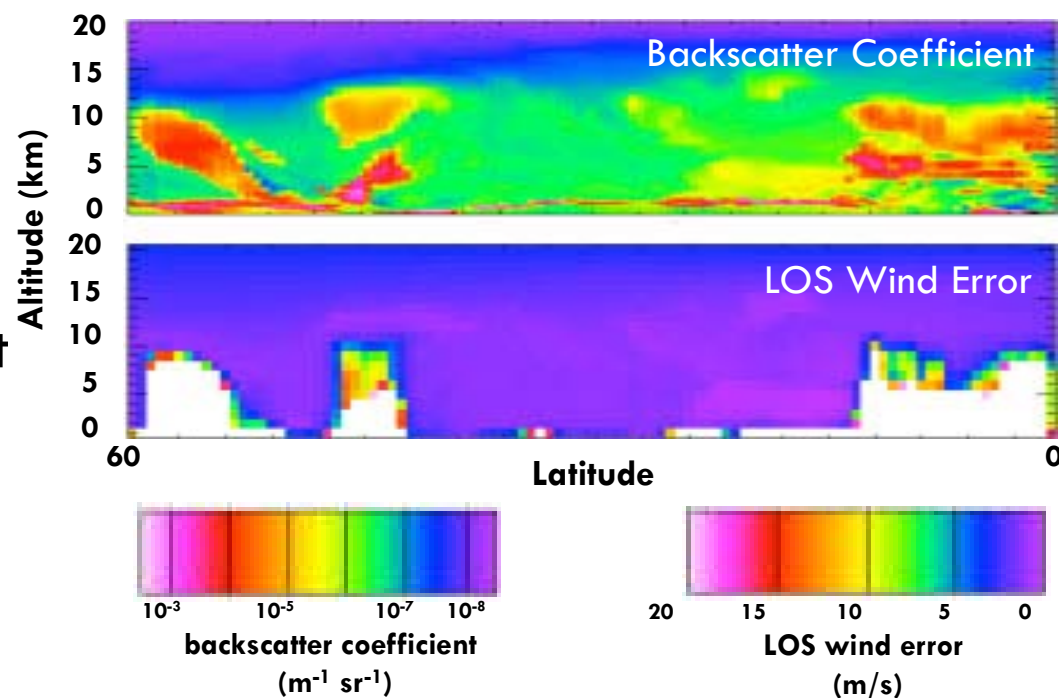 20
Backscatter Coefficient
15
10
5
0
Altitude (km)
20
LOS Wind Error
15
10
5
0
60
0
Latitude
10-3 10-5 10-7 10-8
backscatter coefficient
(m-1 sr-1)
20 15 10 5 0
LOS wind error
(m/s)